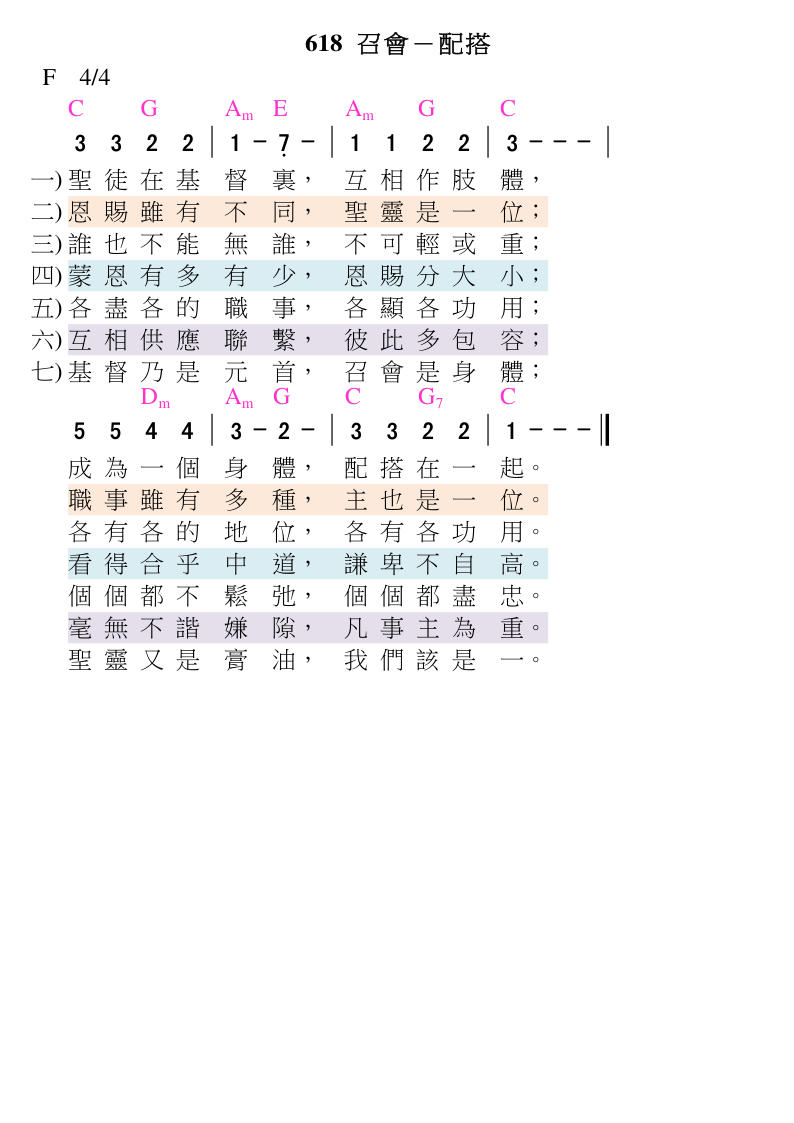 618 召會－配搭
F 4/4
C G Am E Am G C
3 3 2 2 | 1 - 7̣ - | 1 1 2 2 | 3 - - - |
一) 聖徒在基督裏，互相作肢體，
二) 恩賜雖有不同，聖靈是一位；
三) 誰也不能無誰，不可輕或重；
四) 蒙恩有多有少，恩賜分大小；
五) 各盡各的職事，各顯各功用；
六) 互相供應聯繫，彼此多包容；
七) 基督乃是元首，召會是身體；
Dm Am G C G7 C
5 5 4 4 | 3 - 2 - | 3 3 2 2 | 1 - - - ‖
成為一個身體，配搭在一起。
職事雖有多種，主也是一位。
各有各的地位，各有各功用。
看得合乎中道，謙卑不自高。
個個都不鬆弛，個個都盡忠。
毫無不諧嫌隙，凡事主為重。
聖靈又是膏油，我們該是一。